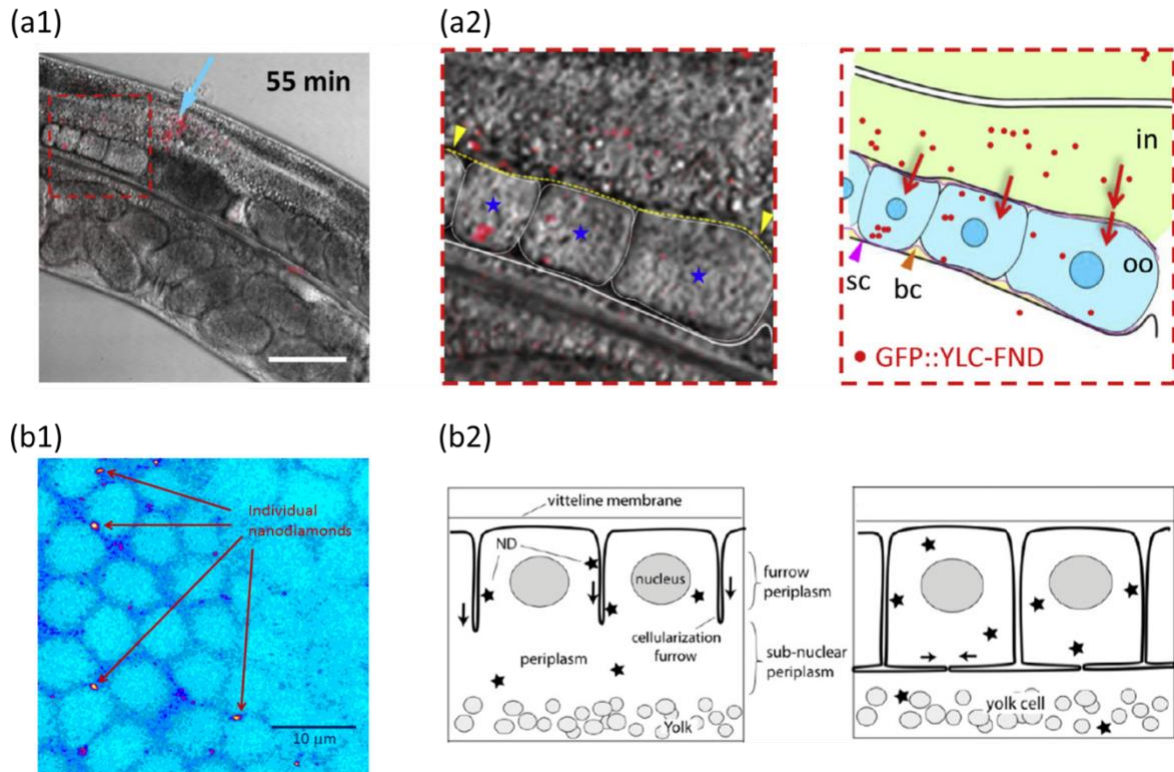 (a1)
55 min
(a2)
in
oo
sc
bc
GFP::YLC-FND
(b1)
Individual
nanodiamonds
10 µm
(b2)
vitteline membrane
ND
nucleus
furrow
periplasm
cellularization
furrow
periplasm
sub-nuclear
periplasm
Yolk
yolk cell